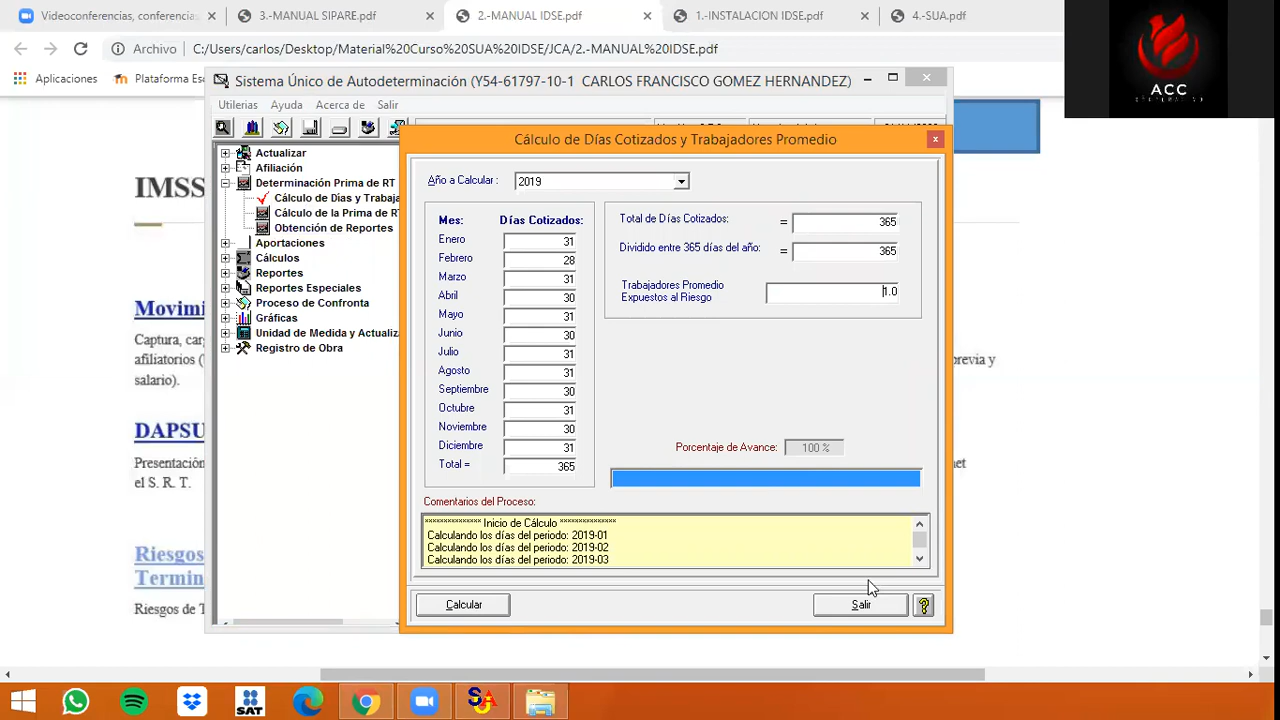 Videoconferencias, conferencia
3.-MANUAL SIPARE.pdf
2.-MANUAL IDSE.pdf
1.-INSTALACION IDSE.pdf
4.-SUA.pdf
Archivo
C:/Users/carlos/Desktop/Material%20Curso%20SUA%20IDSE/JCA/2.-MANUAL%20IDSE.pdf
Aplicaciones
Plataforma Es
ACC
Sistema Único de Autodeterminación (Y54-61797-10-1 CARLOS FRANCISCO GOMEZ HERNANDEZ)
Utilerias
Ayuda
Acerca de
Salir
Actualizar
Afiliación
Determinación Prima de RT
Cálculo de Días y Trabaja
Cálculo de la Prima de RT
Obtención de Reportes
Aportaciones
Cálculos
Reportes
Reportes Especiales
Proceso de Confronta
Gráficas
Unidad de Medida y Actualiza
Registro de Obra
Cálculo de Días Cotizados y Trabajadores Promedio
Año a Calcular :
2019
Mes: Días Cotizados:
Enero 31
Febrero 28
Marzo 31
Abril 30
Mayo 31
Junio 30
Julio 31
Agosto 31
Septiembre 30
Octubre 31
Noviembre 30
Diciembre 31
Total = 365
Total de Días Cotizados: = 365
Dividido entre 365 días del año: = 365
Trabajadores Promedio
Expuestos al Riesgo
1.0
Porcentaje de Avance: 100 %
Comentarios del Proceso:
*************** Inicio de Cálculo ***************
Calculando los días del periodo: 2019-01
Calculando los días del periodo: 2019-02
Calculando los días del periodo: 2019-03
Calcular
Salir
IMSS
Movimi
Captura, car
afiliatorios (
salario).
previa y
DAPSU
Presentación
el S. R. T.
net
Riesgos
Termin
Riesgos de T
SAT